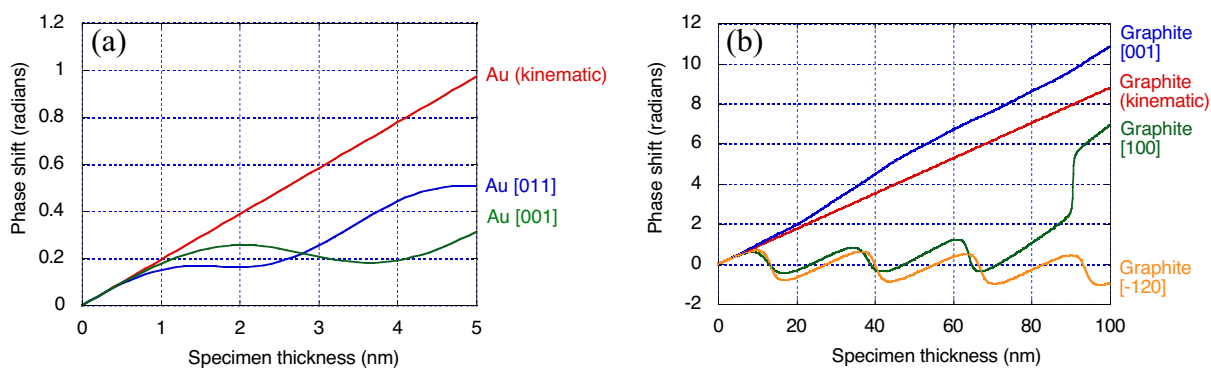 (a)
Phase shift (radians)
1.2
1
0.8
0.6
0.4
0.2
0
0 1 2 3 4 5
Specimen thickness (nm)
Au (kinematic)
Au [011]
Au [001]
(b)
Phase shift (radians)
12
10
8
6
4
2
0
-2
0 20 40 60 80 100
Specimen thickness (nm)
Graphite
[001]
Graphite
(kinematic)
Graphite
[100]
Graphite
[-120]